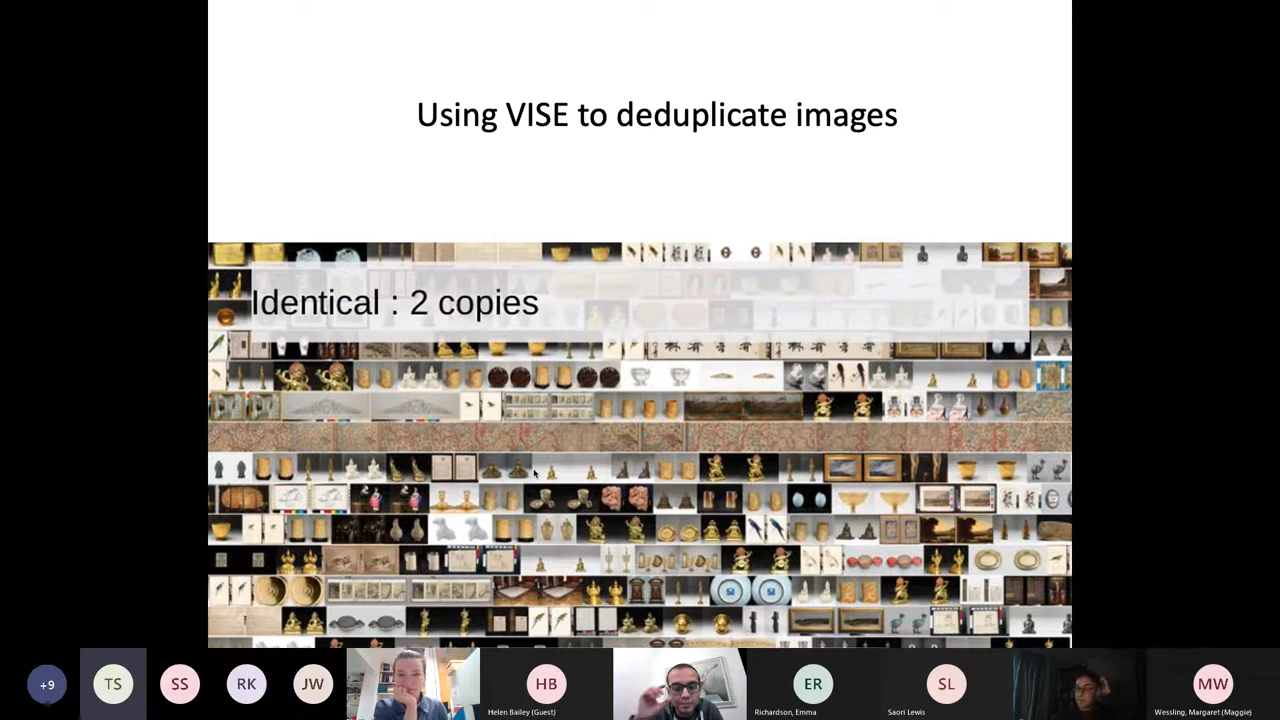 Using VISE to deduplicate images
Identical : 2 copies
+9
TS
SS
RK
JW
HB
Helen Bailey (Guest)
ER
Richardson, Emma
SL
Saori Lewis
MW
Wessling, Margaret (Maggie)